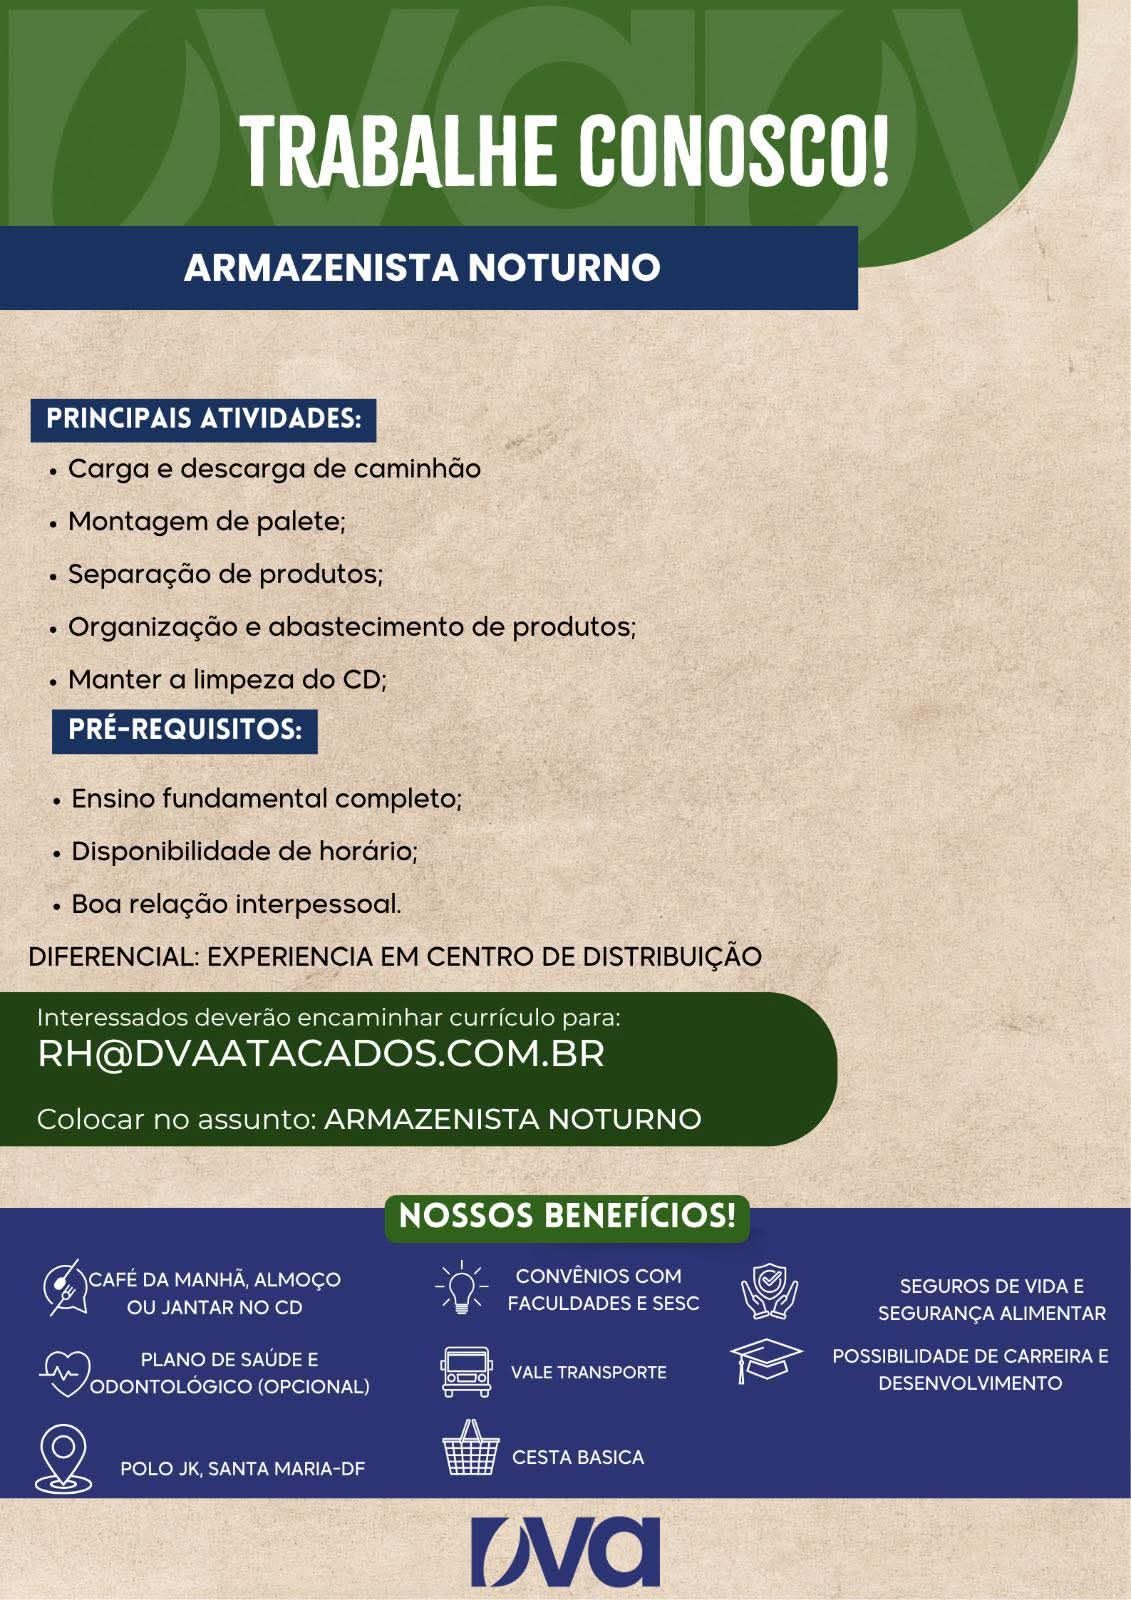 TRABALHE CONOSCO!
ARMAZENISTA NOTURNO
PRINCIPAIS ATIVIDADES:
• Carga e descarga de caminhão
• Montagem de palete;
• Separação de produtos;
• Organização e abastecimento de produtos;
• Manter a limpeza do CD;
PRÉ-REQUISITOS:
• Ensino fundamental completo;
• Disponibilidade de horário;
• Boa relação interpessoal.
DIFERENCIAL: EXPERIENCIA EM CENTRO DE DISTRIBUIÇÃO
Interessados deverão encaminhar currículo para:
RH@DVAATACADOS.COM.BR
Colocar no assunto: ARMAZENISTA NOTURNO
NOSSOS BENEFÍCIOS!
CAFÉ DA MANHÃ, ALMOÇO
OU JANTAR NO CD
CONVÊNIOS COM
FACULDADES E SESC
SEGUROS DE VIDA E
SEGURANÇA ALIMENTAR
PLANO DE SAÚDE E
ODONTOLÓGICO (OPCIONAL)
VALE TRANSPORTE
POSSIBILIDADE DE CARREIRA E
DESENVOLVIMENTO
POLO JK, SANTA MARIA-DF
CESTA BASICA
DVA